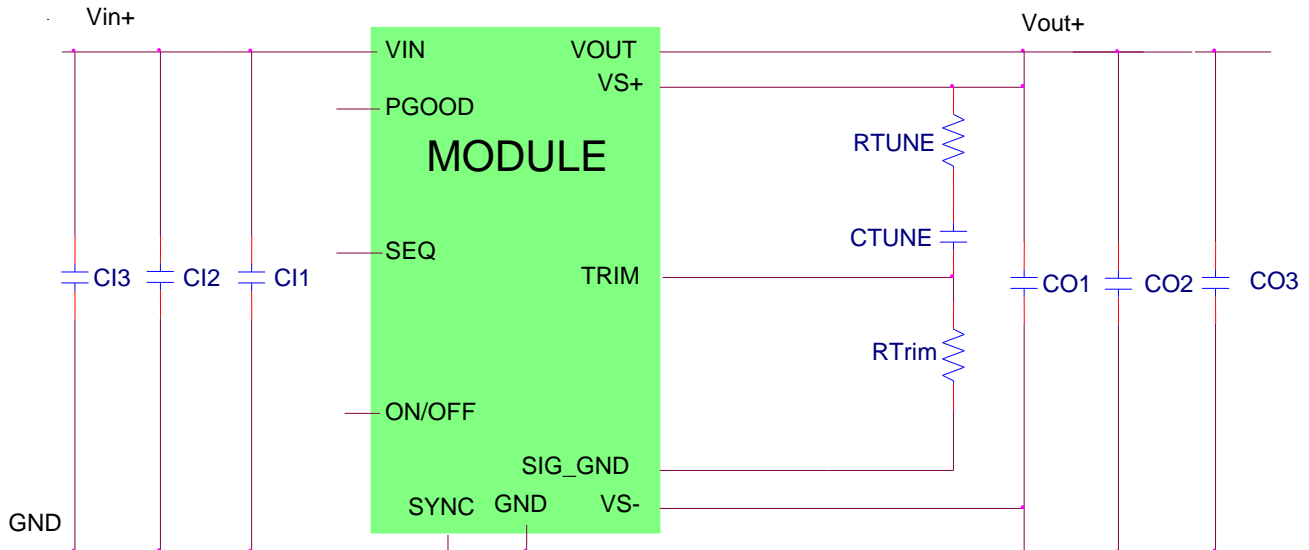 Vin+
Vout+
VIN
VOUT
VS+
PGOOD
MODULE
RTUNE
CTUNE
SEQ
TRIM
CI3
CI2
CI1
CO1
CO2
CO3
RTrim
ON/OFF
SIG_GND
SYNC
GND
VS-
GND